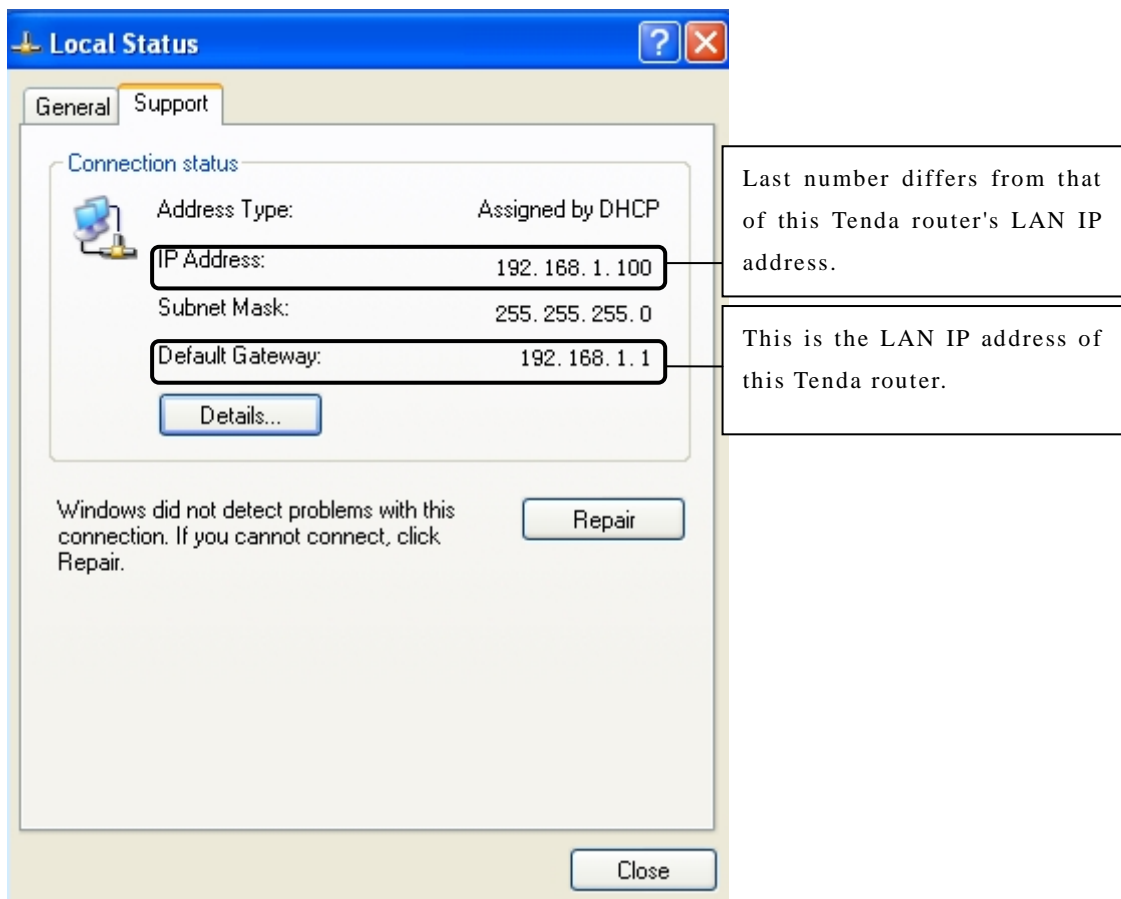 Local Status
General Support
Connection status
Address Type: Assigned by DHCP
IP Address: 192.168.1.100
Subnet Mask: 255.255.255.0
Default Gateway: 192.168.1.1
Details...
Windows did not detect problems with this
connection. If you cannot connect, click
Repair.
Repair
Close
Last number differs from that
of this Tenda router's LAN IP
address.
This is the LAN IP address of
this Tenda router.